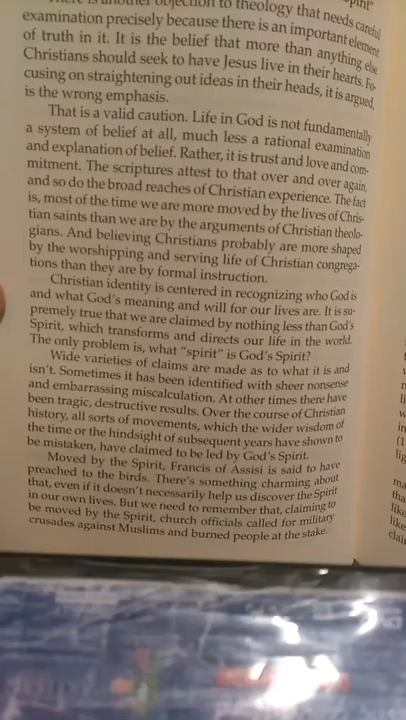 another objection to theology that needs careful
examination precisely because there is an important element
of truth in it. It is the belief that more than anything else
Christians should seek to have Jesus live in their hearts. Fo-
cusing on straightening out ideas in their heads, it is argued,
is the wrong emphasis.
That is a valid caution. Life in God is not fundamentally
a system of belief at all, much less a rational examination
and explanation of belief. Rather, it is trust and love and com-
mitment. The scriptures attest to that over and over again,
and so do the broad reaches of Christian experience. The fact
is, most of the time we are more moved by the lives of Chris-
tian saints than we are by the arguments of Christian theolo-
gians. And believing Christians probably are more shaped
by the worshipping and serving life of Christian congrega-
tions than they are by formal instruction.
Christian identity is centered in recognizing who God is
and what God's meaning and will for our lives are. It is su-
premely true that we are claimed by nothing less than God's
Spirit, which transforms and directs our life in the world.
The only problem is, what "spirit" is God's Spirit?
Wide varieties of claims are made as to what it is and
isn't. Sometimes it has been identified with sheer nonsense
and embarrassing miscalculation. At other times there have
been tragic, destructive results. Over the course of Christian
history, all sorts of movements, which the wider wisdom of
the time or the hindsight of subsequent years have shown to
be mistaken, have claimed to be led by God's Spirit.
Moved by the Spirit, Francis of Assisi is said to have
preached to the birds. There's something charming about
that, even if it doesn't necessarily help us discover the Spirit
in our own lives. But we need to remember that, claiming to
be moved by the Spirit, church officials called for military
crusades against Muslims and burned people at the stake.